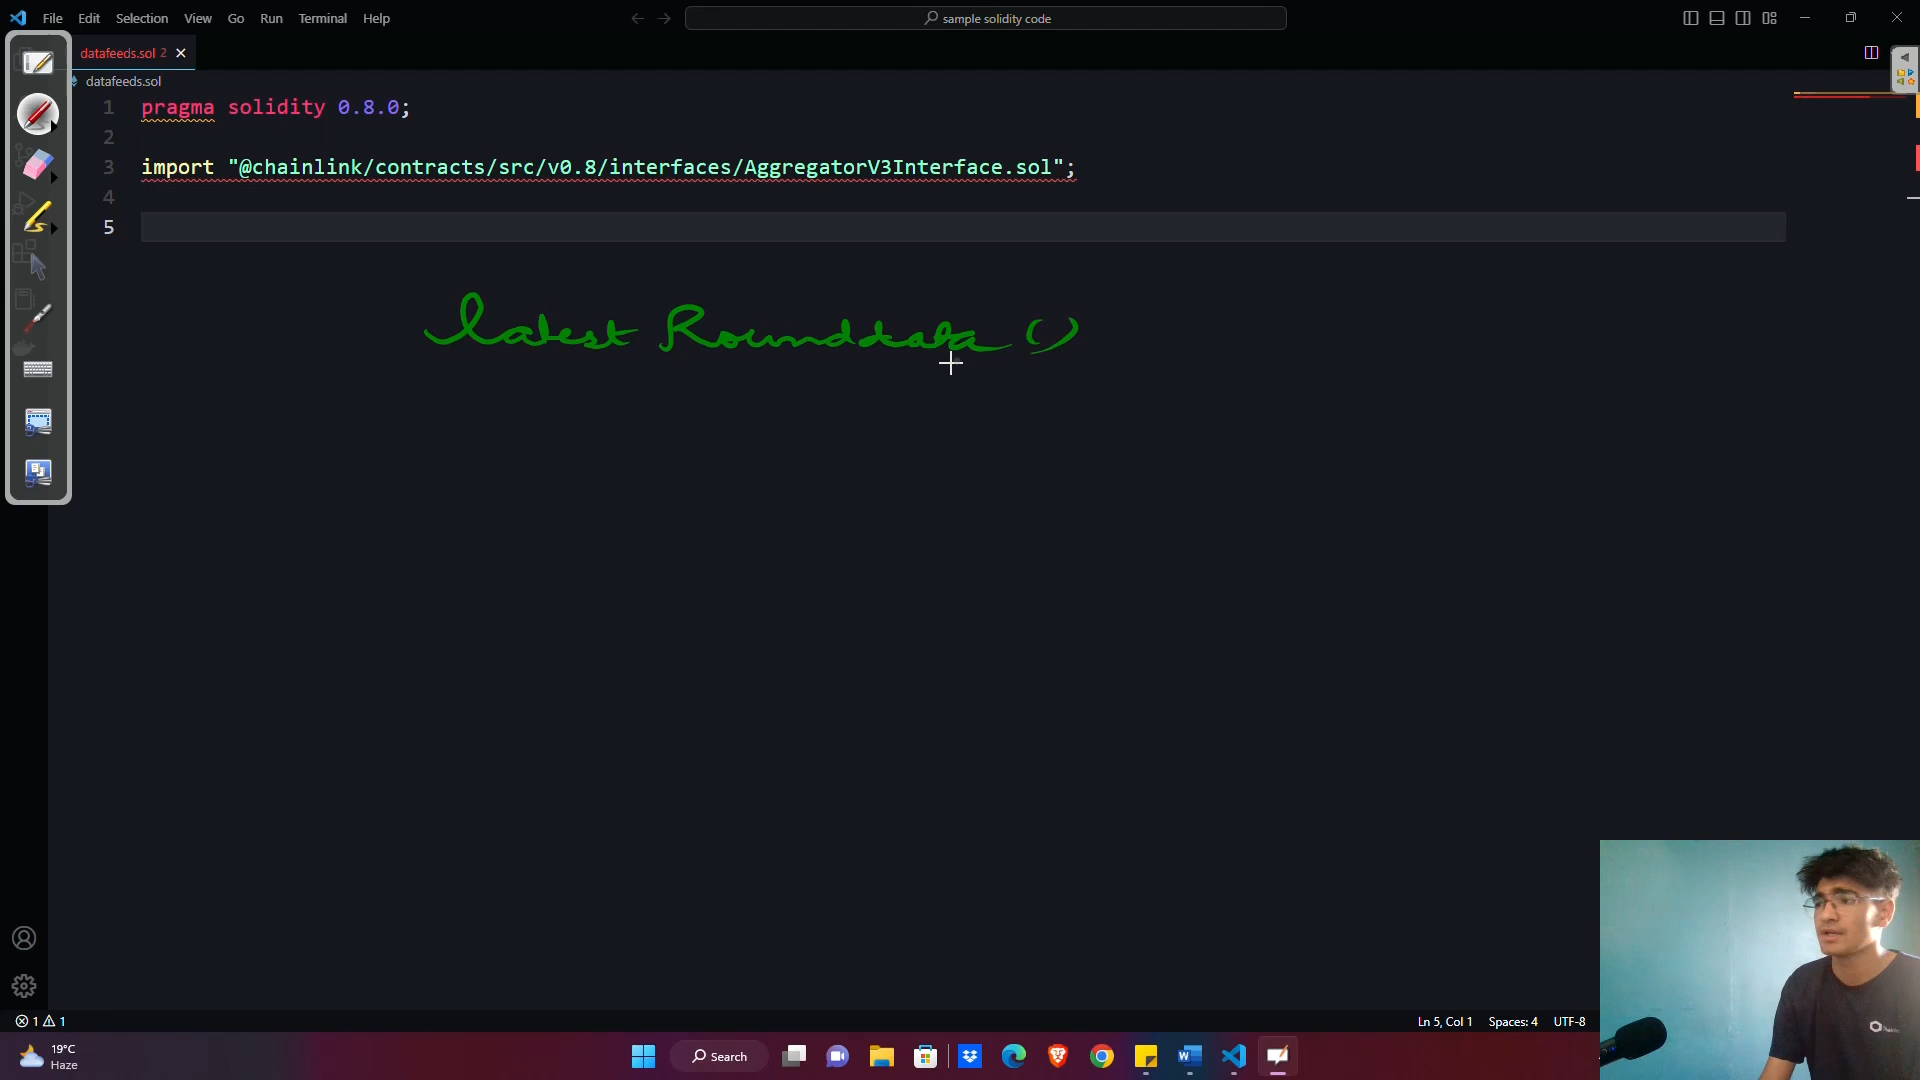 File Edit Selection View Go Run Terminal Help
sample solidity code
datafeeds.sol 2
datafeeds.sol
1 pragma solidity 0.8.0;
2
3 import "@chainlink/contracts/src/v0.8/interfaces/AggregatorV3Interface.sol";
4
5
latest Rounddata ()
1 1
Ln 5, Col 1 Spaces: 4 UTF-8
19°C
Haze
Search